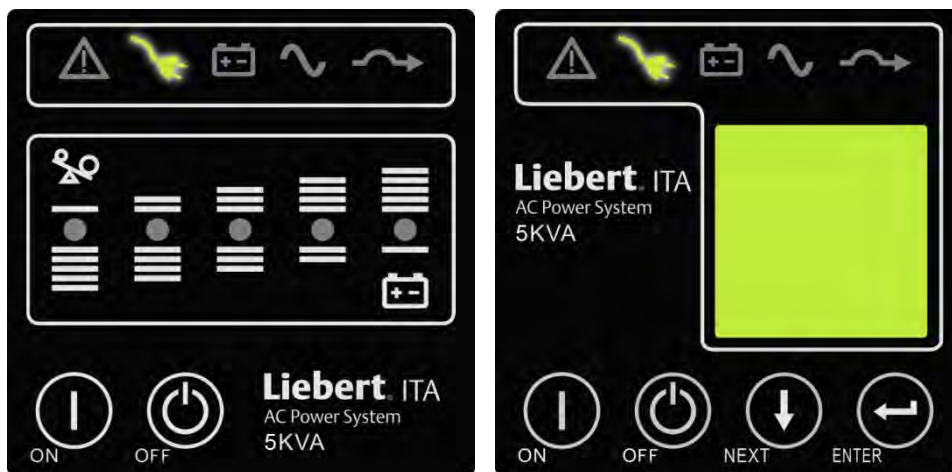 ON
OFF
Liebert. ITA
AC Power System
5KVA
Liebert. ITA
AC Power System
5KVA
ON
OFF
NEXT
ENTER